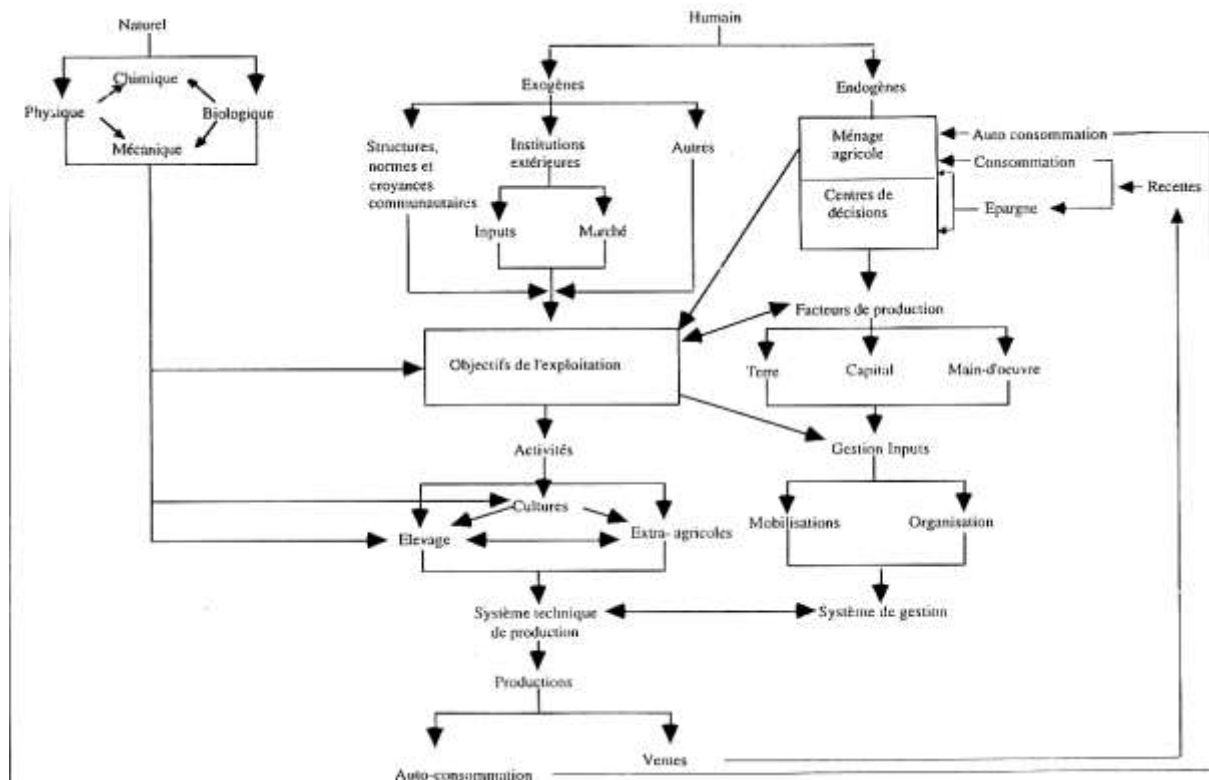 Naturel
Humain
Chimique
Physique
Biologique
Mécanique
Exogènes
Endogènes
Structures,
normes et
croyances
communautaires
Institutions
extérieures
Autres
Ménage
agricole
Auto consommation
Consommation
Recettes
Centres de
décisions
Epargne
Inputs
Marché
Facteurs de production
Objectifs de l'exploitation
Terre
Capital
Main-d'oeuvre
Activités
Gestion Inputs
Cultures
Elevage
Extra- agricoles
Mobilisations
Organisation
Système technique
de production
Système de gestion
Productions
Ventes
Auto-consommation